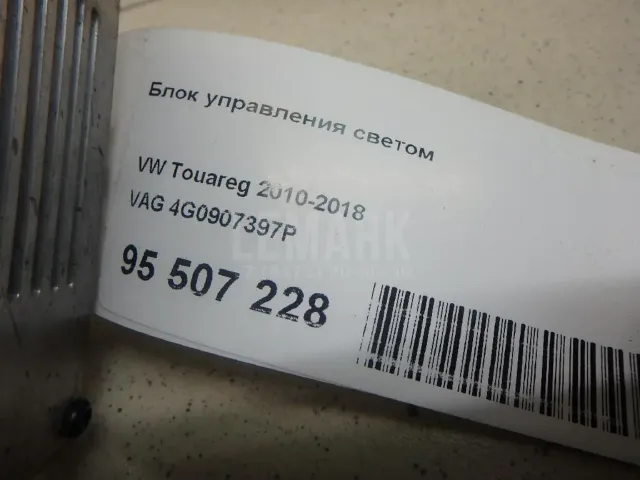 Блок управления светом
VW Touareg 2010-2018
VAG 4G0907397P
95 507 228